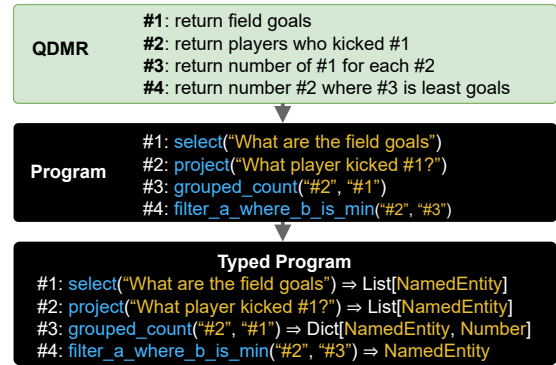 QDMR
#1: return field goals
#2: return players who kicked #1
#3: return number of #1 for each #2
#4: return number #2 where #3 is least goals
Program
#1: select(“What are the field goals”)
#2: project(“What player kicked #1?”)
#3: grouped_count(“#2”, “#1”)
#4: filter_a_where_b_is_min(“#2”, “#3”)
Typed Program
#1: select(“What are the field goals”) ⇒ List[NamedEntity]
#2: project(“What player kicked #1?”) ⇒ List[NamedEntity]
#3: grouped_count(“#2”, “#1”) ⇒ Dict[NamedEntity, Number]
#4: filter_a_where_b_is_min(“#2”, “#3”) ⇒ NamedEntity